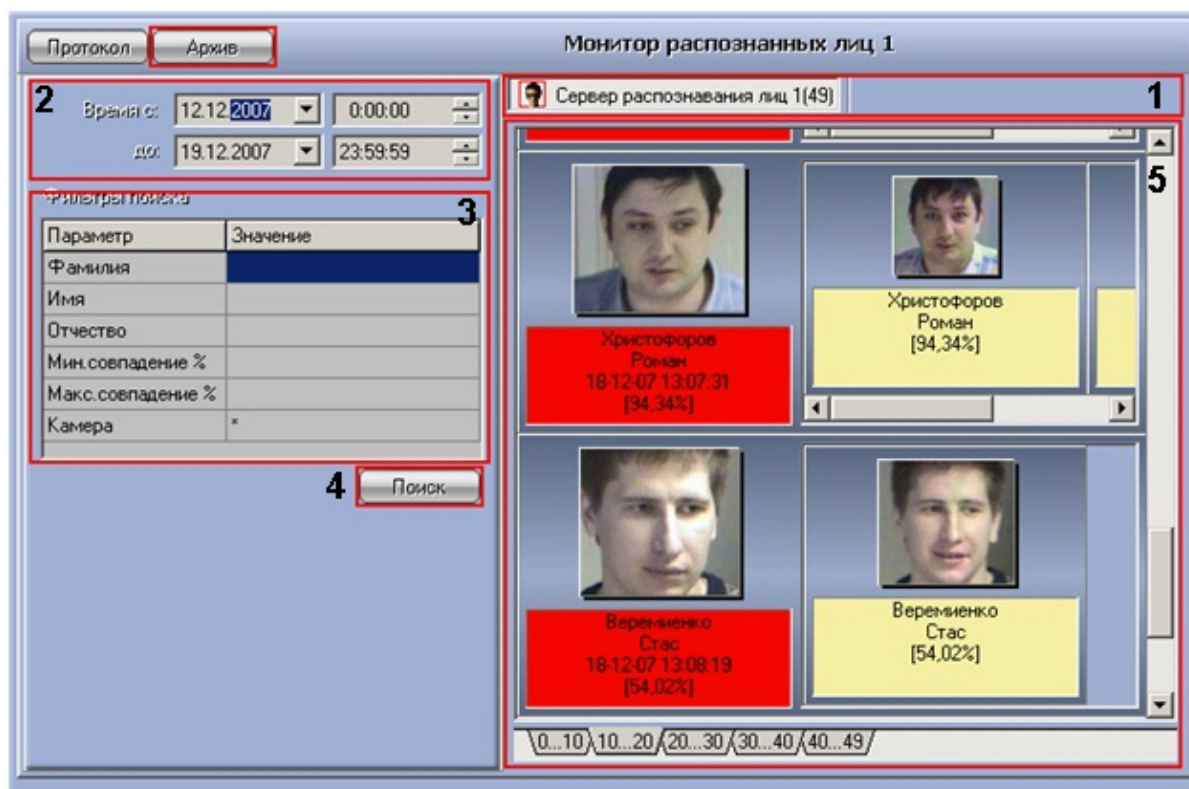 Протокол
Архив
Монитор распознанных лиц 1
2
Время с:
12.12.2007
0:00:00
до:
19.12.2007
23:59:59
Фильтры поиска
3
Параметр
Значение
Фамилия
Имя
Отчество
Мин.совпадение %
Макс.совпадение %
Камера
*
4
Поиск
Сервер распознавания лиц 1(49)
1
5
Христофоров
Роман
18-12-07 13:07:31
[94,34%]
Христофоров
Роман
[94,34%]
Веремиенко
Стас
18-12-07 13:08:19
[54,02%]
Веремиенко
Стас
[54,02%]
0...10
10...20
20...30
30...40
40...49